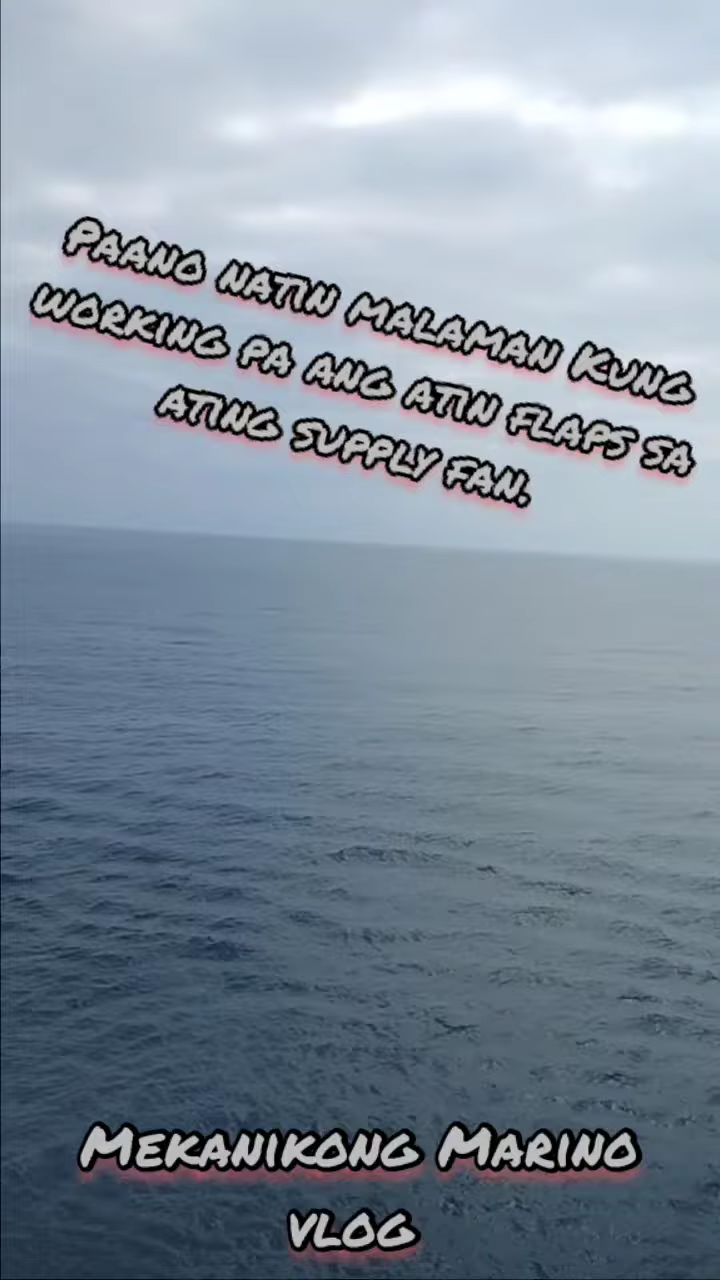 Paano natin malaman Kung
working pa ang atin flaps sa
ating supply fan.
Mekanikong Marino
vlog